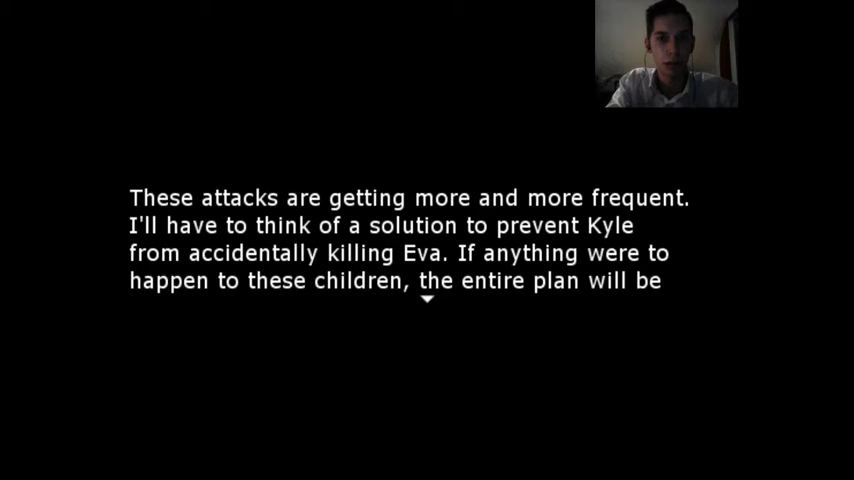 These attacks are getting more and more frequent.
I'll have to think of a solution to prevent Kyle
from accidentally killing Eva. If anything were to
happen to these children, the entire plan will be